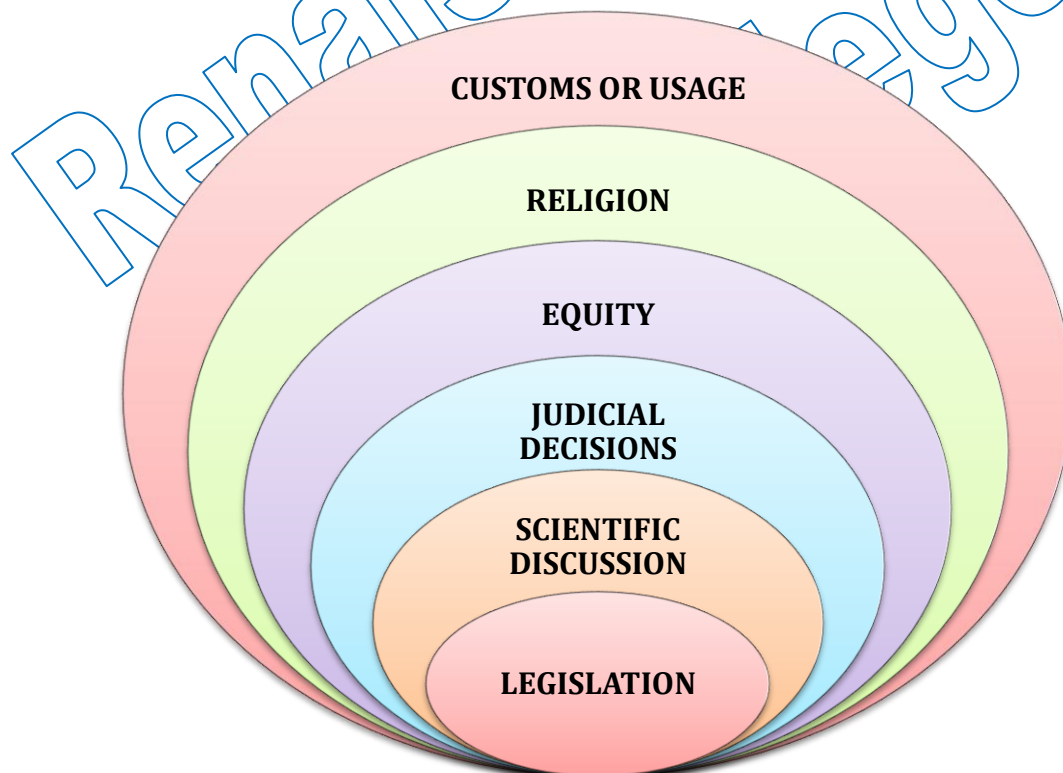 CUSTOMS OR USAGE
RELIGION
EQUITY
JUDICIAL
DECISIONS
SCIENTIFIC
DISCUSSION
LEGISLATION